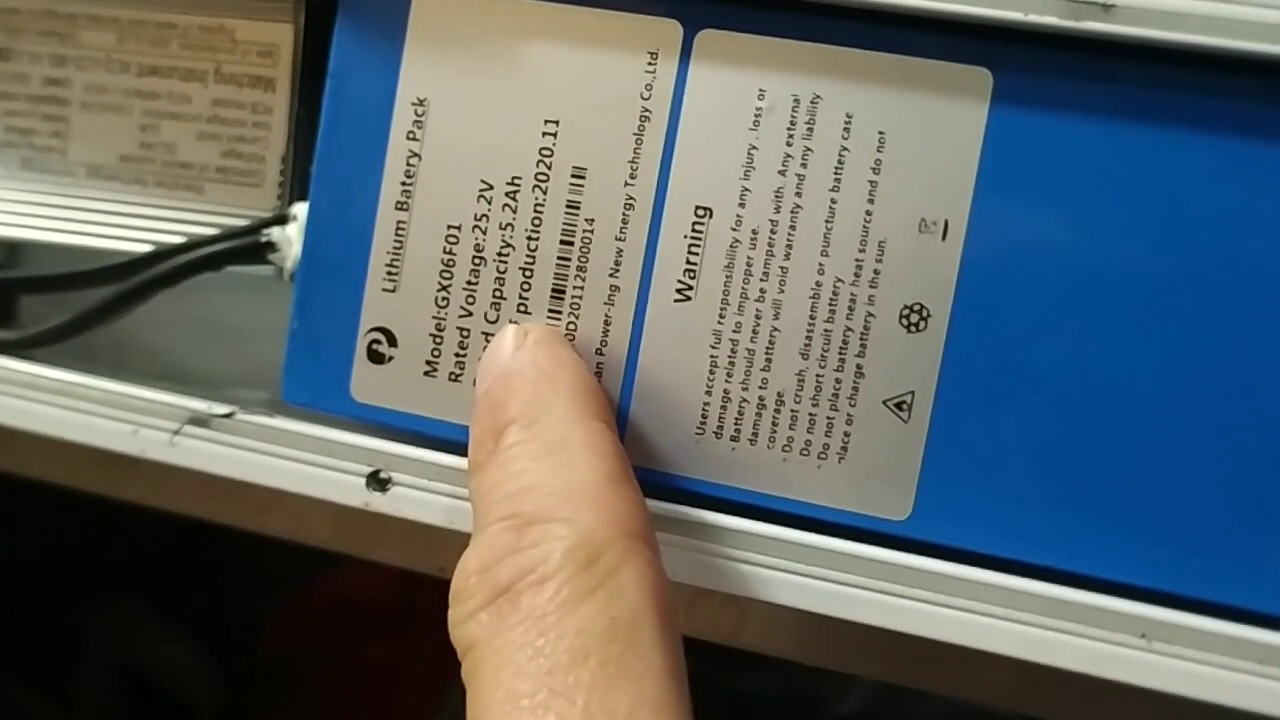 Lithium Batery Pack
Model:GX06F01
Rated Voltage:25.2V
Capacity:5.2Ah
production:2020.11
0D20112800014
Power-Ing New Energy Technology Co.,Ltd.
Warning
Users accept full responsibility for any injury , loss or
damage related to improper use.
Battery should never be tampered with. Any external
damage to battery will void warranty and any liability
coverage.
Do not crush, disassemble or puncture battery case
Do not short circuit battery
Do not place battery near heat source and do not
place or charge battery in the sun.